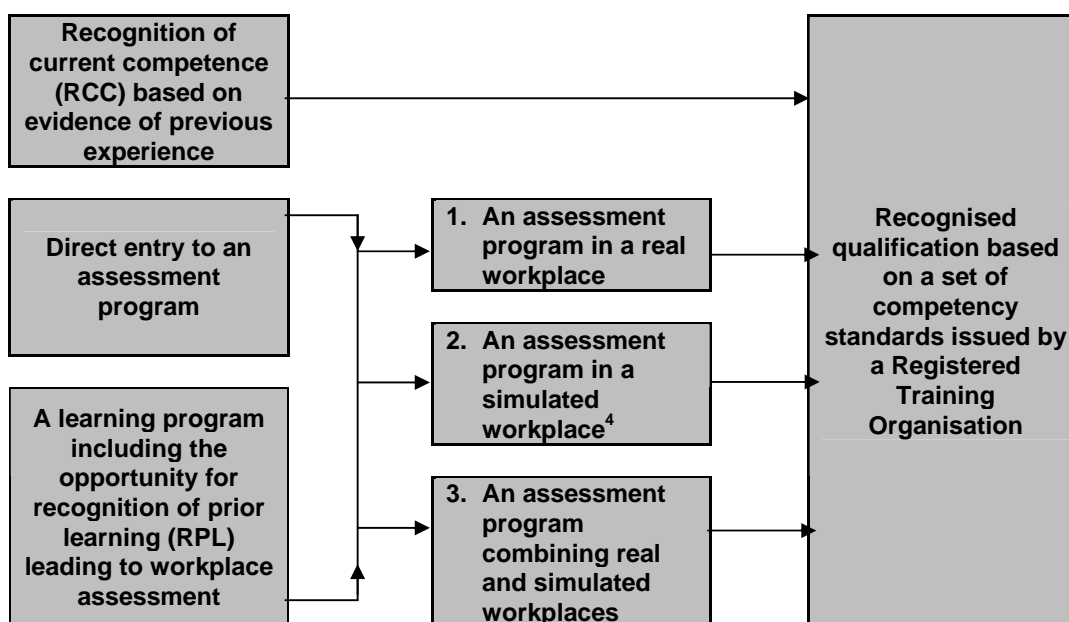 Recognition of
current competence
(RCC) based on
evidence of previous
experience
Direct entry to an
assessment
program
A learning program
including the
opportunity for
recognition of prior
learning (RPL)
leading to workplace
assessment
1. An assessment
program in a real
workplace
2. An assessment
program in a
simulated
workplace4
3. An assessment
program
combining real
and simulated
workplaces
Recognised
qualification based
on a set of
competency
standards issued by
a Registered
Training
Organisation